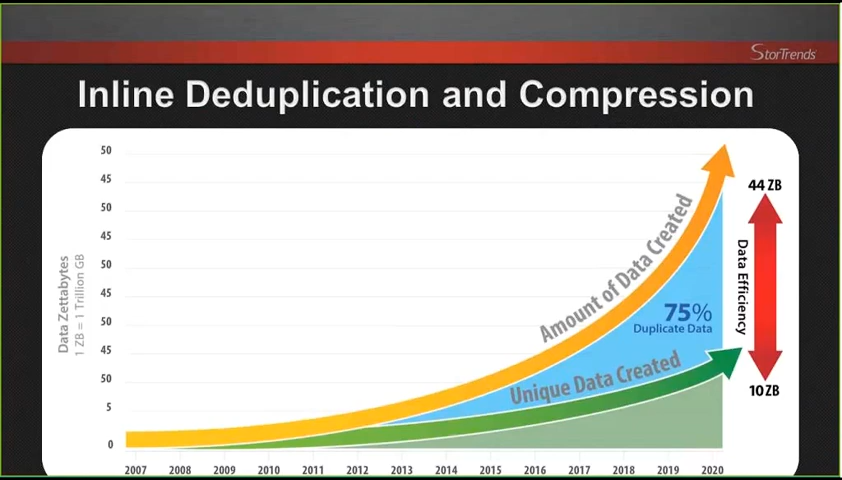 StorTrends
Inline Deduplication and Compression
50
45
50
45
50
45
50
45
50
5
0
Data Zettabytes
1 ZB = 1 Trillion GB
Amount of Data Created
75%
Duplicate Data
Unique Data Created
44 ZB
Data Efficiency
10 ZB
2007 2008 2009 2010 2011 2012 2013 2014 2015 2016 2017 2018 2019 2020